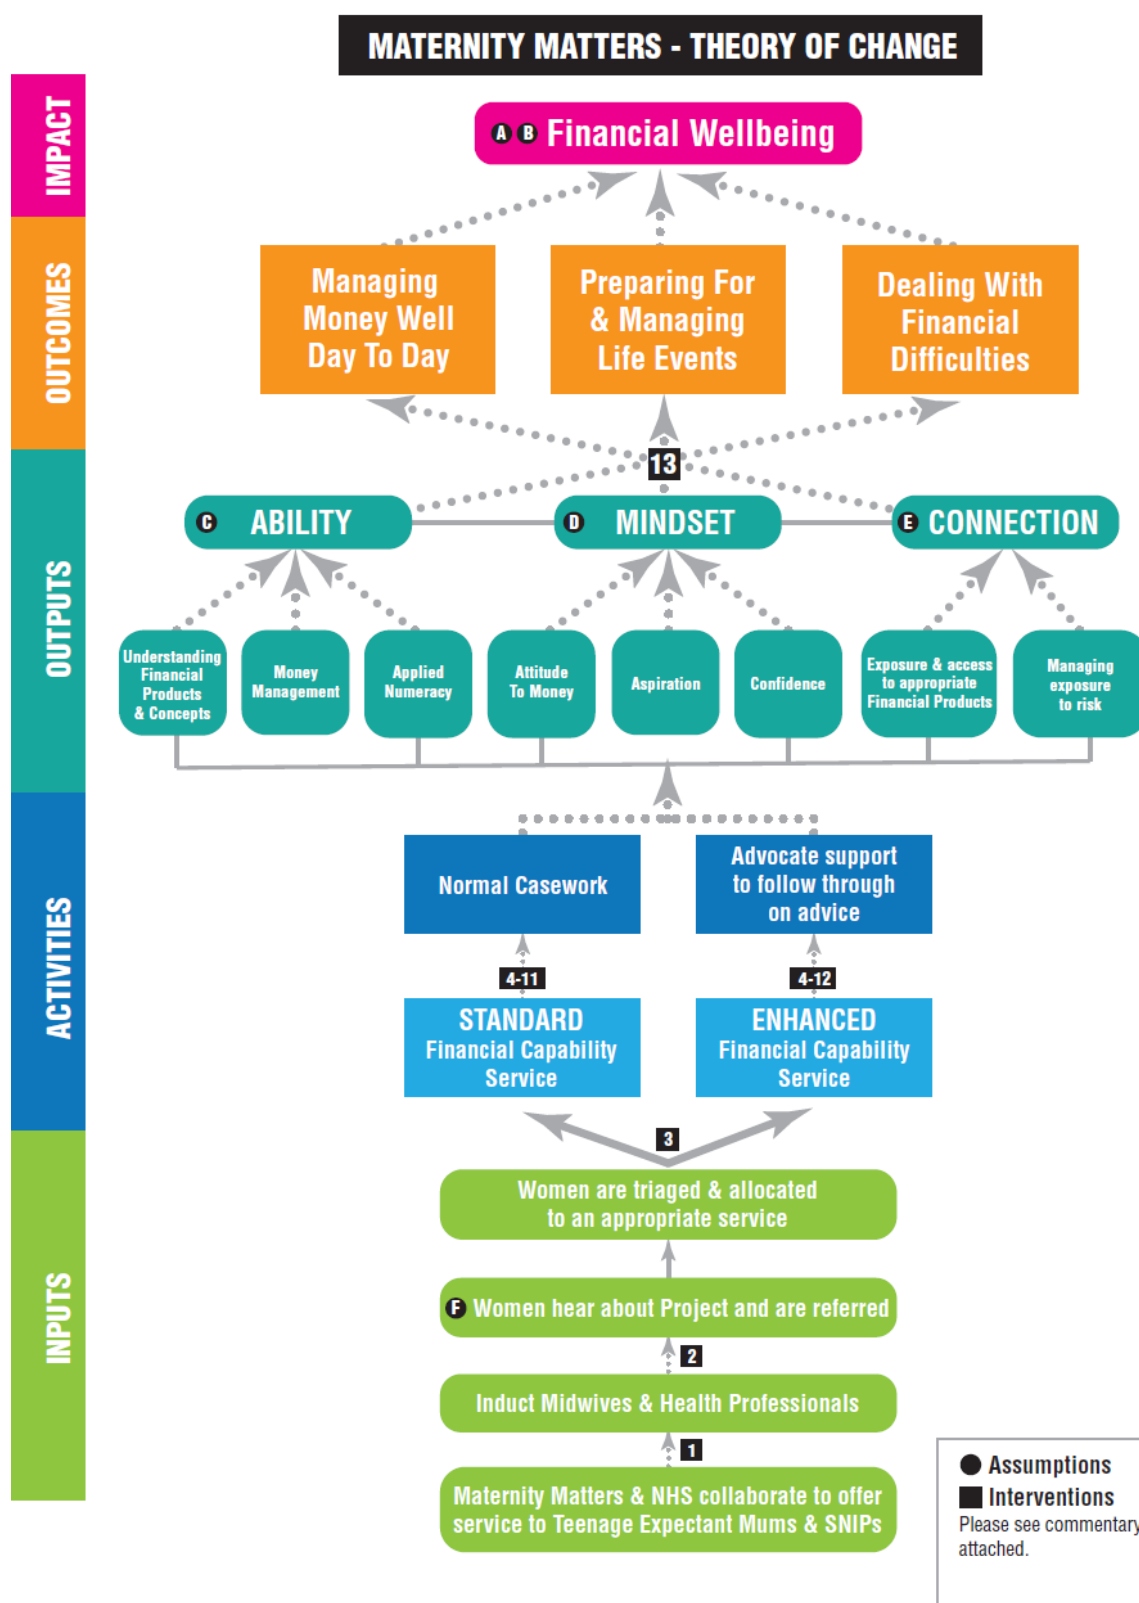 MATERNITY MATTERS - THEORY OF CHANGE
IMPACT
A B Financial Wellbeing
OUTCOMES
Managing
Money Well
Day To Day
Preparing For
& Managing
Life Events
Dealing With
Financial
Difficulties
13
OUTPUTS
C ABILITY
D MINDSET
E CONNECTION
Understanding
Financial
Products
& Concepts
Money
Management
Applied
Numeracy
Attitude
To Money
Aspiration
Confidence
Exposure & access
to appropriate
Financial Products
Managing
exposure
to risk
ACTIVITIES
Normal Casework
Advocate support
to follow through
on advice
4-11
4-12
STANDARD
Financial Capability
Service
ENHANCED
Financial Capability
Service
3
INPUTS
Women are triaged & allocated
to an appropriate service
F Women hear about Project and are referred
2
Induct Midwives & Health Professionals
1
Maternity Matters & NHS collaborate to offer
service to Teenage Expectant Mums & SNIPs
Assumptions
Interventions
Please see commentary
attached.